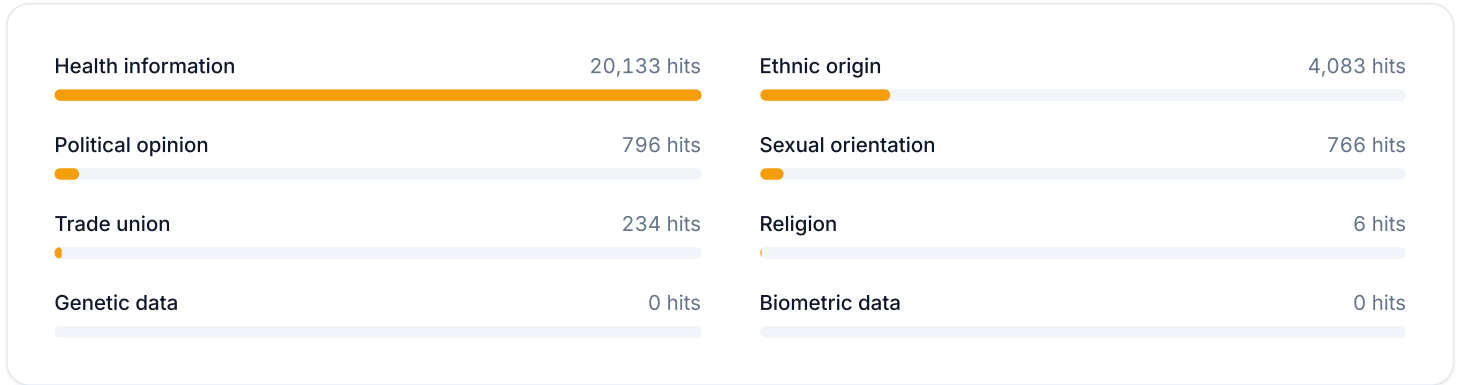 Health information 20,133 hits
Ethnic origin 4,083 hits
Political opinion 796 hits
Sexual orientation 766 hits
Trade union 234 hits
Religion 6 hits
Genetic data 0 hits
Biometric data 0 hits